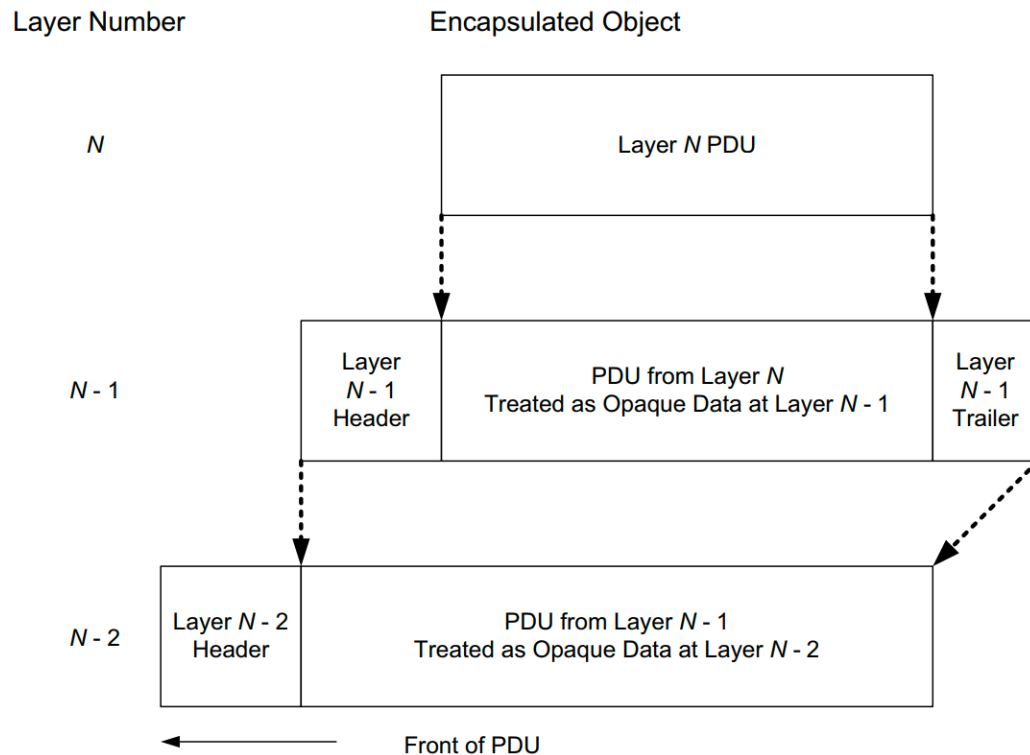 Layer Number
Encapsulated Object
N
Layer N PDU
N - 1
Layer
N - 1
Header
PDU from Layer N
Treated as Opaque Data at Layer N - 1
Layer
N - 1
Trailer
N - 2
Layer N - 2
Header
PDU from Layer N - 1
Treated as Opaque Data at Layer N - 2
Front of PDU